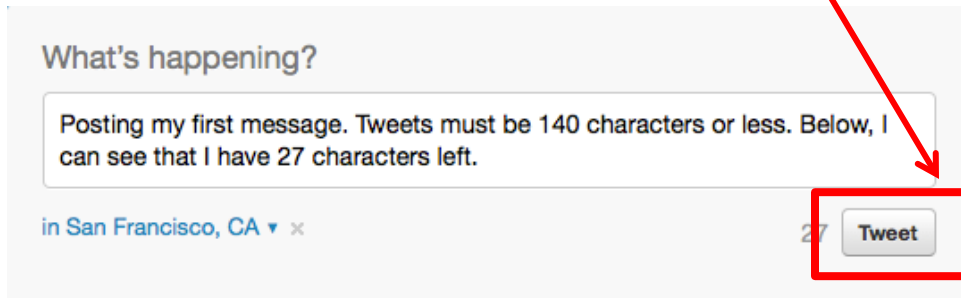 What's happening?
Posting my first message. Tweets must be 140 characters or less. Below, I
can see that I have 27 characters left.
in San Francisco, CA ▾ × 27 Tweet